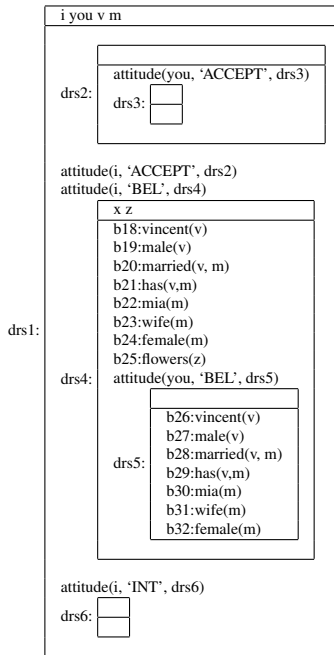 i you v m
attitude(you, ‘ACCEPT’, drs3)
drs2:
drs3:
attitude(i, ‘ACCEPT’, drs2)
attitude(i, ‘BEL’, drs4)
x z
b18:vincent(v)
b19:male(v)
b20:married(v, m)
b21:has(v,m)
b22:mia(m)
b23:wife(m)
drs1:
b24:female(m)
b25:flowers(z)
drs4:
attitude(you, ‘BEL’, drs5)
b26:vincent(v)
b27:male(v)
b28:married(v, m)
drs5:
b29:has(v,m)
b30:mia(m)
b31:wife(m)
b32:female(m)
attitude(i, ‘INT’, drs6)
drs6: